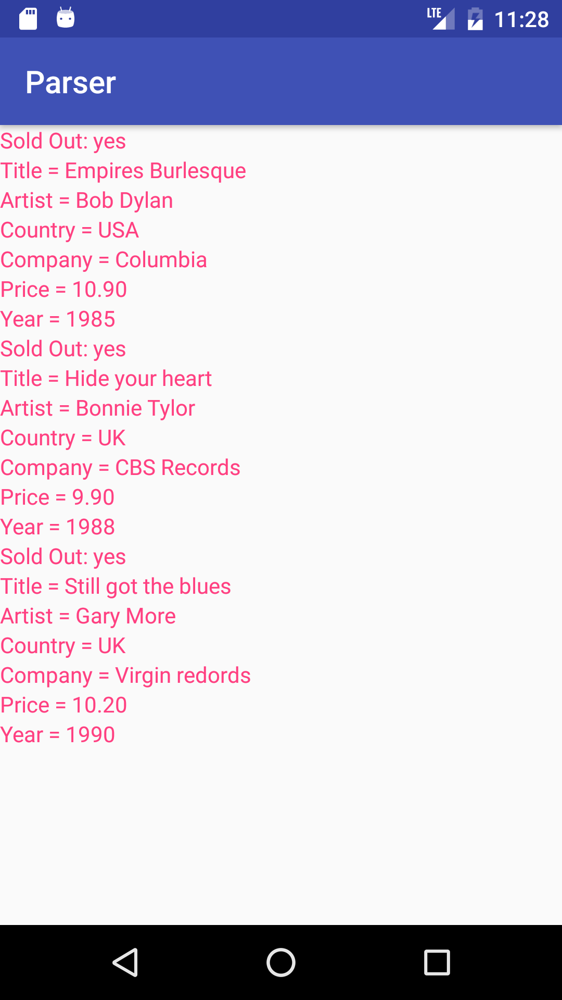 LTE 11:28
Parser
Sold Out: yes
Title = Empires Burlesque
Artist = Bob Dylan
Country = USA
Company = Columbia
Price = 10.90
Year = 1985
Sold Out: yes
Title = Hide your heart
Artist = Bonnie Tylor
Country = UK
Company = CBS Records
Price = 9.90
Year = 1988
Sold Out: yes
Title = Still got the blues
Artist = Gary More
Country = UK
Company = Virgin redords
Price = 10.20
Year = 1990